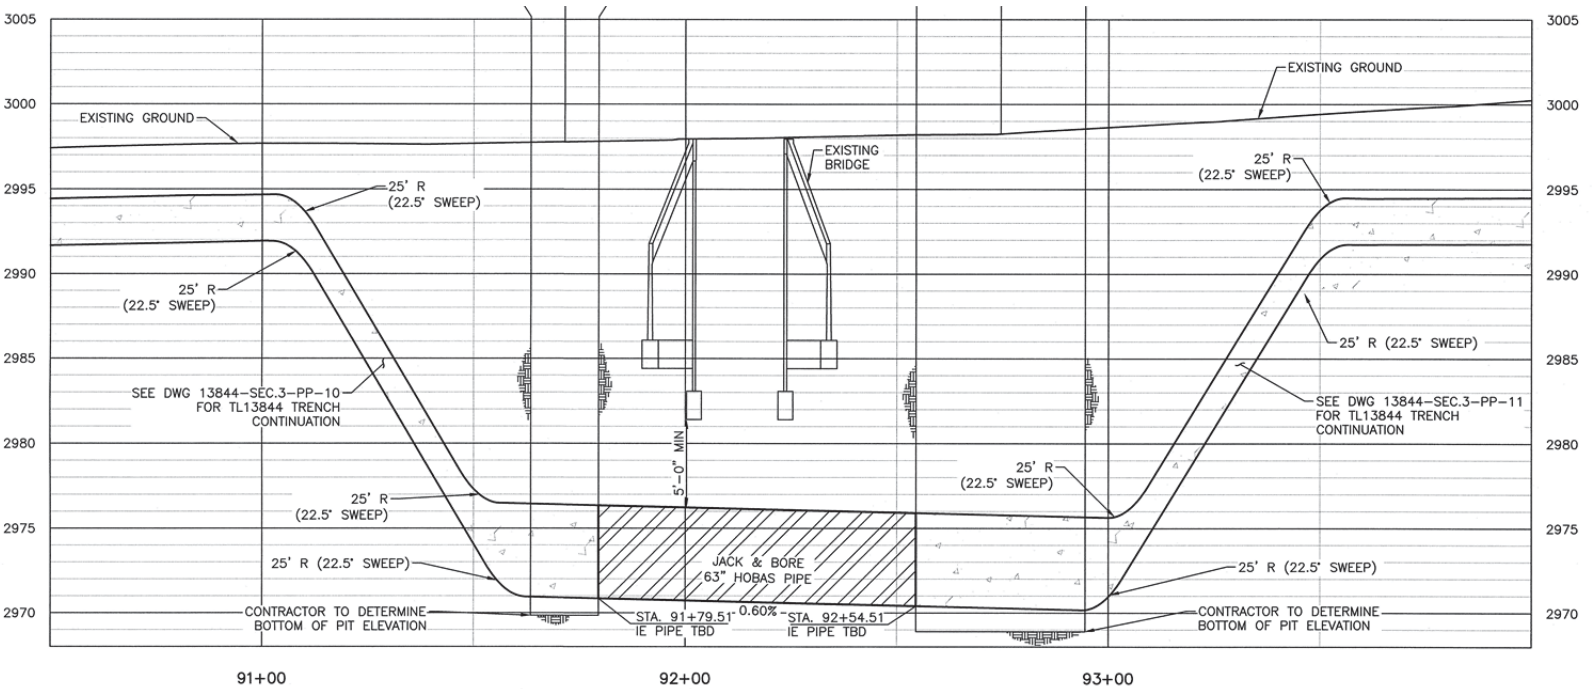 3005
3005
EXISTING GROUND
3000
3000
EXISTING GROUND
EXISTING
BRIDGE
25' R
(22.5° SWEEP)
2995
25' R
(22.5° SWEEP)
2995
2990
25' R
(22.5° SWEEP)
2990
25' R (22.5° SWEEP)
2985
2985
SEE DWG 13844-SEC.3-PP-10
FOR TL13844 TRENCH
CONTINUATION
SEE DWG 13844-SEC.3-PP-11
FOR TL13844 TRENCH
CONTINUATION
2980
2980
5'-0" MIN
25' R
(22.5° SWEEP)
25' R
(22.5° SWEEP)
2975
2975
25' R (22.5° SWEEP)
JACK & BORE
63" HOBAS PIPE
25' R (22.5° SWEEP)
2970
CONTRACTOR TO DETERMINE
BOTTOM OF PIT ELEVATION
STA. 91+79.51
IE PIPE TBD
0.60%
STA. 92+54.51
IE PIPE TBD
CONTRACTOR TO DETERMINE
BOTTOM OF PIT ELEVATION
2970
91+00
92+00
93+00